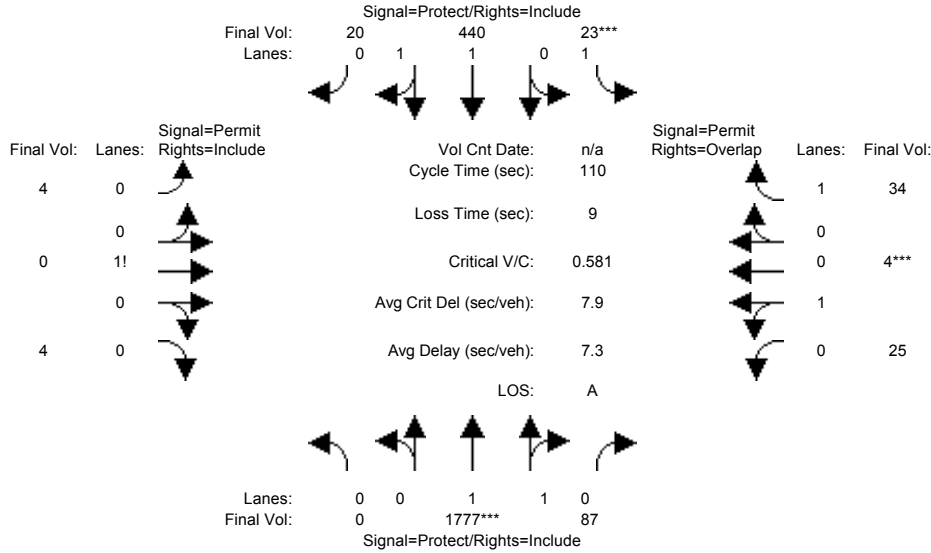 Signal=Protect/Rights=Include
Final Vol: 20 440 23***
Lanes: 0 1 1 0 1
Signal=Permit Signal=Permit
Final Vol: Lanes: Rights=Include Vol Cnt Date: n/a Rights=Overlap Lanes: Final Vol:
Cycle Time (sec): 110
4 0 1 34
Loss Time (sec): 9
0 0
0 1! Critical V/C: 0.581 0 4***
0 Avg Crit Del (sec/veh): 7.9 1
4 0 Avg Delay (sec/veh): 7.3 0 25
LOS: A
Lanes: 0 0 1 1 0
Final Vol: 0 1777*** 87
Signal=Protect/Rights=Include